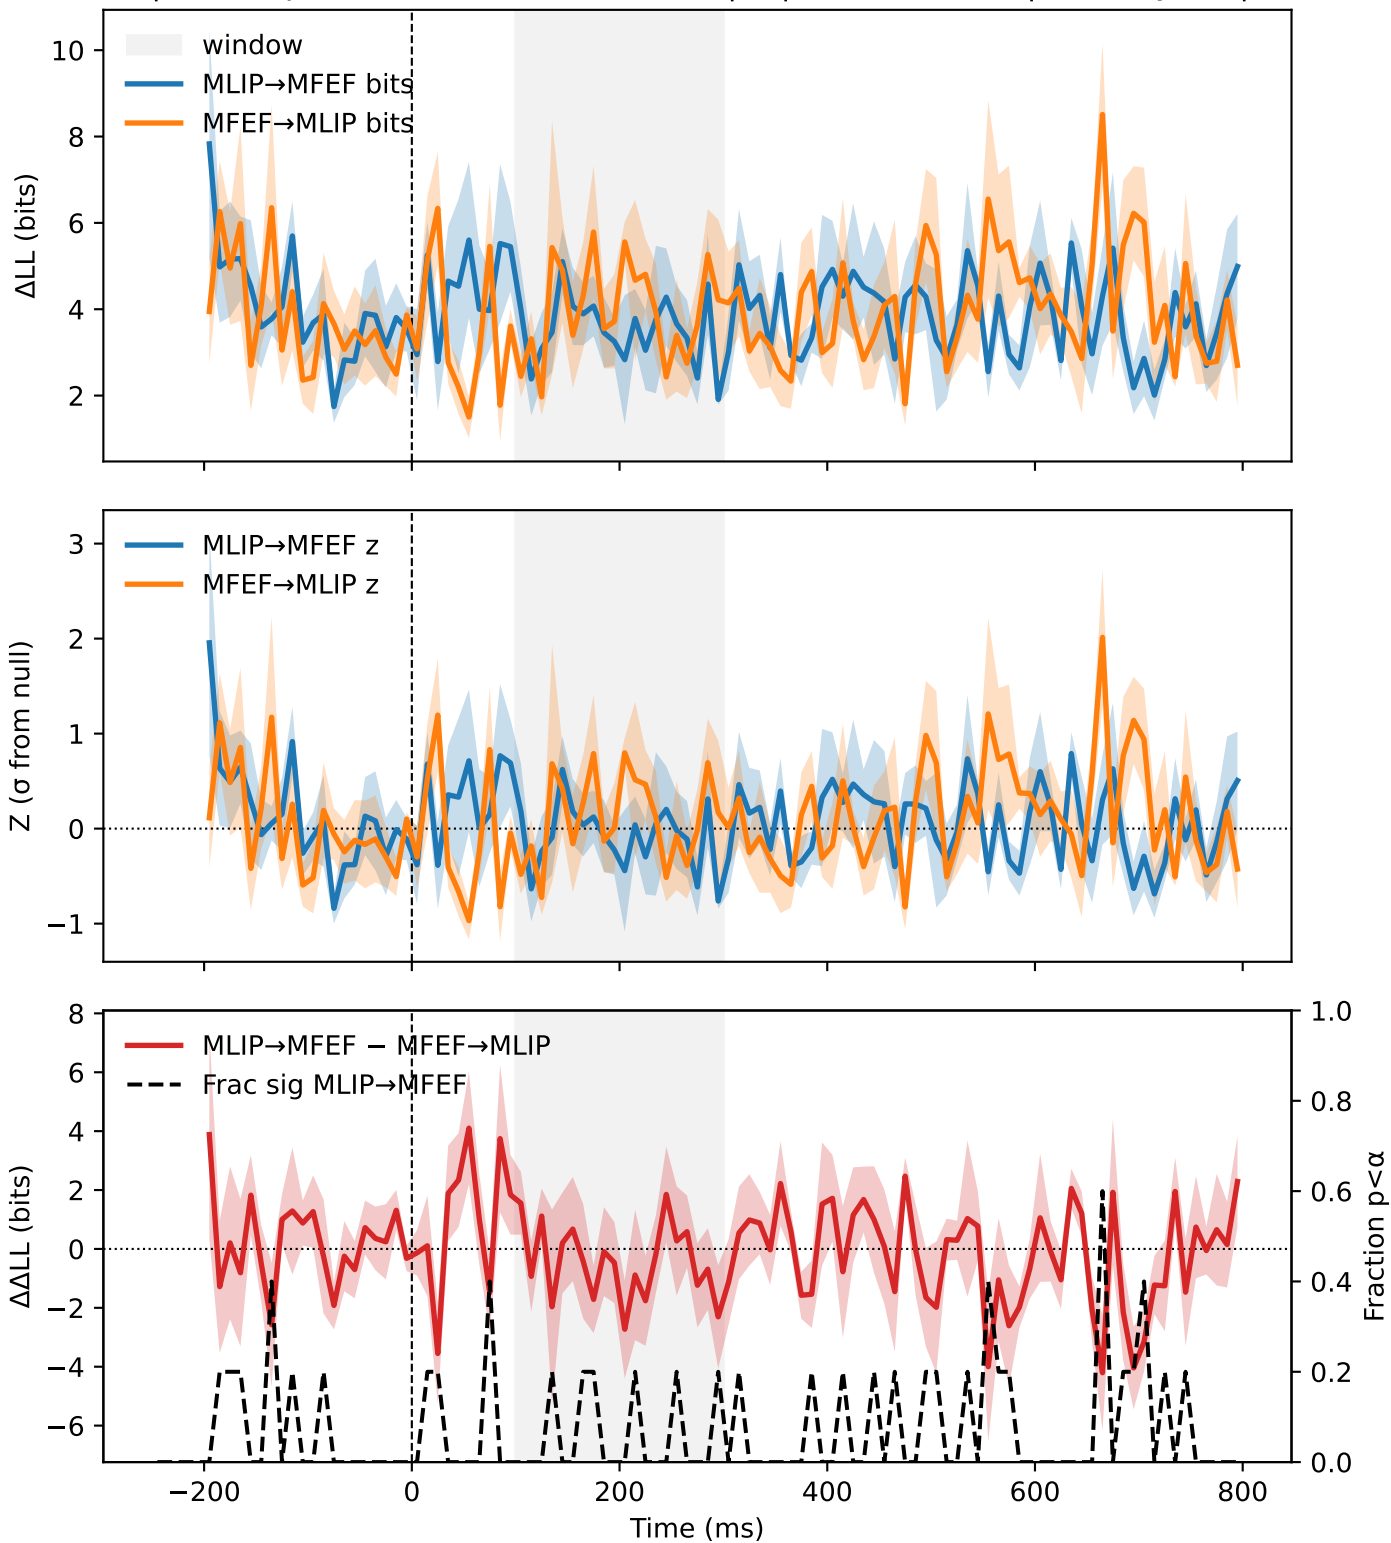 10
8
6
4
2
ΔLL (bits)
window
MLIP→MFEF bits
MFEF→MLIP bits
3
2
1
0
−1
Z (σ from null)
MLIP→MFEF z
MFEF→MLIP z
8
6
4
2
0
−2
−4
−6
ΔΔLL (bits)
MLIP→MFEF − MFEF→MLIP
Frac sig MLIP→MFEF
1.0
0.8
0.6
0.4
0.2
0.0
Fraction p<α
−200 0 200 400 600 800
Time (ms)